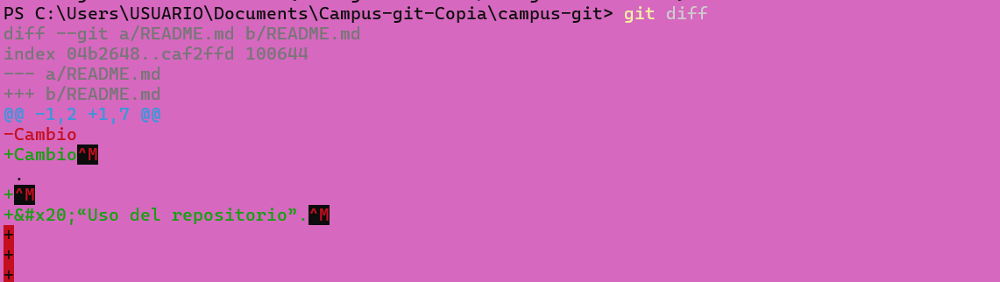 PS C:\Users\USUARIO\Documents\Campus-git-Copia\campus-git> git diff
diff --git a/README.md b/README.md
index 04b2648..caf2ffd 100644
--- a/README.md
+++ b/README.md
@@ -1,2 +1,7 @@
-Cambio
+Cambio^M
 .
+^M
+&#x20;“Uso del repositorio”.^M
+
+
+